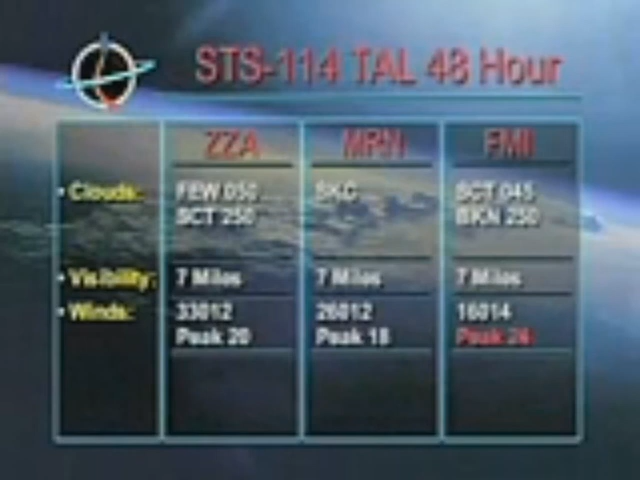 STS-114 TAL 48 Hour
ZZA MRN FMI
• Clouds: FEW 050 SKC SCT 045
SCT 250 BKN 250
• Visibility: 7 Miles 7 Miles 7 Miles
• Winds: 33012 26012 16014
Peak 20 Peak 18 Peak 24